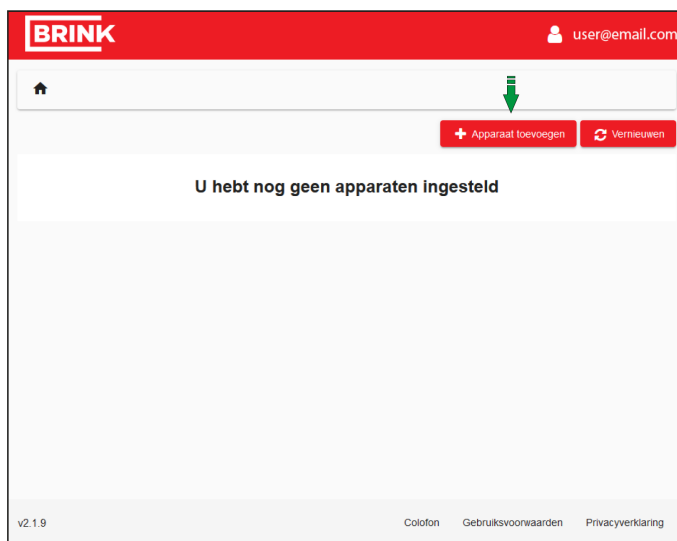 BRINK
user@email.com
Apparaat toevoegen
Vernieuwen
U hebt nog geen apparaten ingesteld
v2.1.9
Colofon Gebruiksvoorwaarden Privacyverklaring